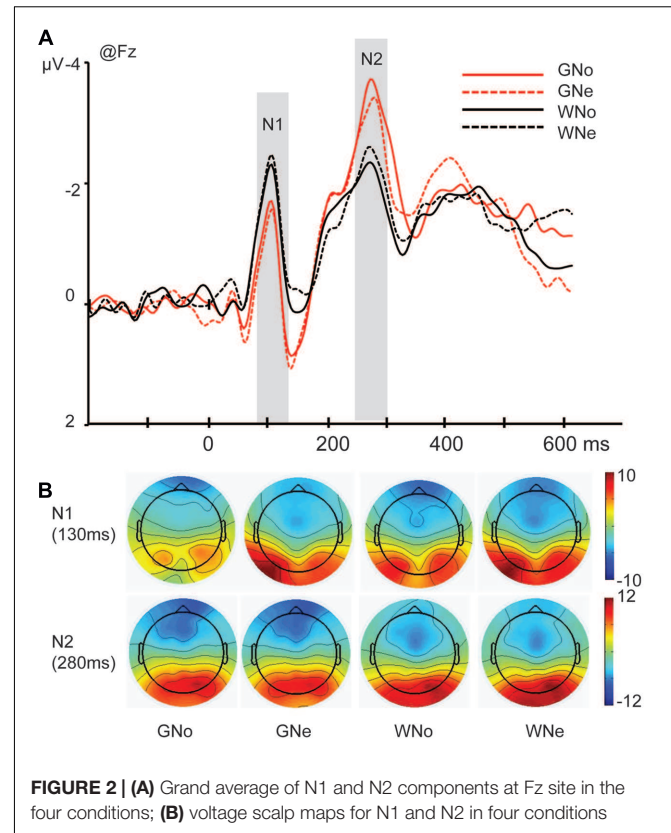 A
@Fz
µV-4
N1
N2
GNo
GNe
WNo
WNe
-2
0
2
0 200 400 600 ms
B
N1
(130ms)
10
-10
N2
(280ms)
12
-12
GNo GNe WNo WNe
FIGURE 2 | (A) Grand average of N1 and N2 components at Fz site in the
four conditions; (B) voltage scalp maps for N1 and N2 in four conditions